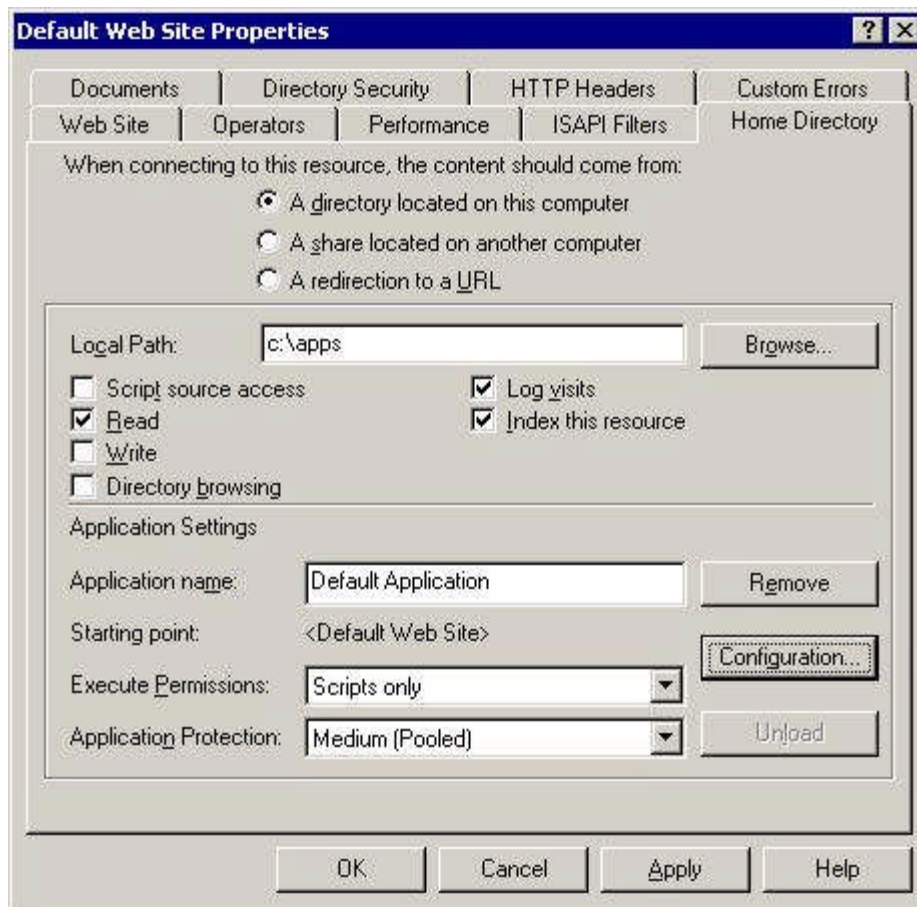 Default Web Site Properties
Documents Directory Security HTTP Headers Custom Errors
Web Site Operators Performance ISAPI Filters Home Directory
When connecting to this resource, the content should come from:
A directory located on this computer
A share located on another computer
A redirection to a URL
Local Path: c:\apps Browse...
Script source access Log visits
Read Index this resource
Write
Directory browsing
Application Settings
Application name: Default Application Remove
Starting point: <Default Web Site>
Configuration...
Execute Permissions: Scripts only
Application Protection: Medium (Pooled) Unload
OK Cancel Apply Help